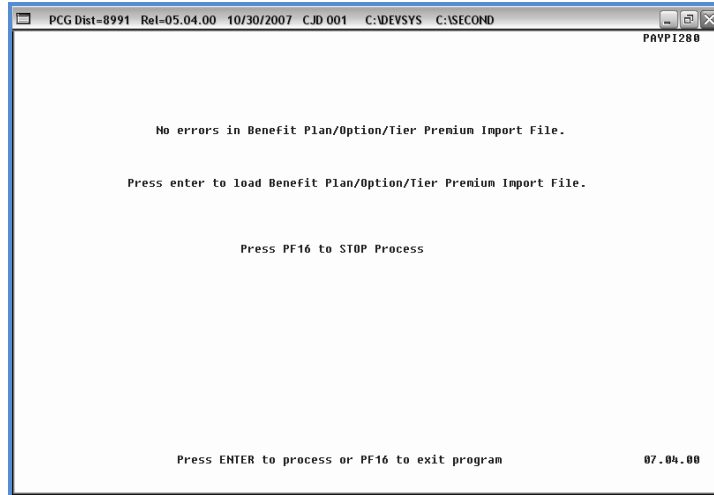 PCG Dist=8991 Rel=05.04.00 10/30/2007 CJD 001 C:\DEVSYS C:\SECOND
PAYPI280
No errors in Benefit Plan/Option/Tier Premium Import File.
Press enter to load Benefit Plan/Option/Tier Premium Import File.
Press PF16 to STOP Process
Press ENTER to process or PF16 to exit program 07.04.00